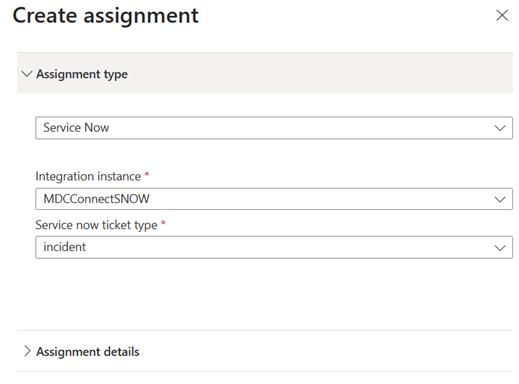 Create assignment
Assignment type
Service Now
Integration instance *
MDCConnectSNOW
Service now ticket type *
incident
Assignment details